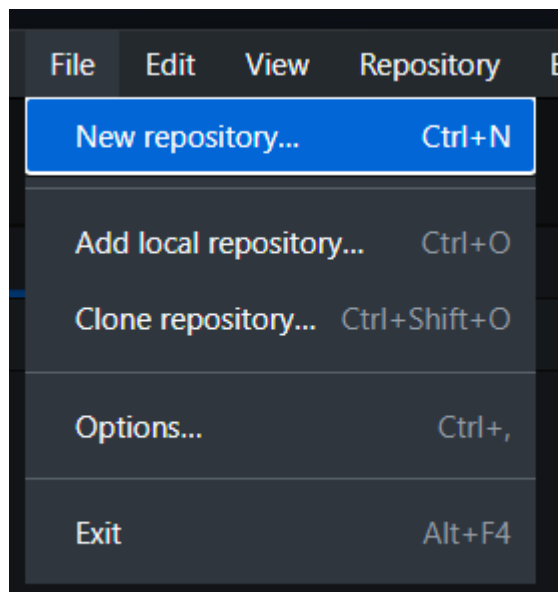 File Edit View Repository
New repository... Ctrl+N
Add local repository... Ctrl+O
Clone repository... Ctrl+Shift+O
Options... Ctrl+,
Exit Alt+F4